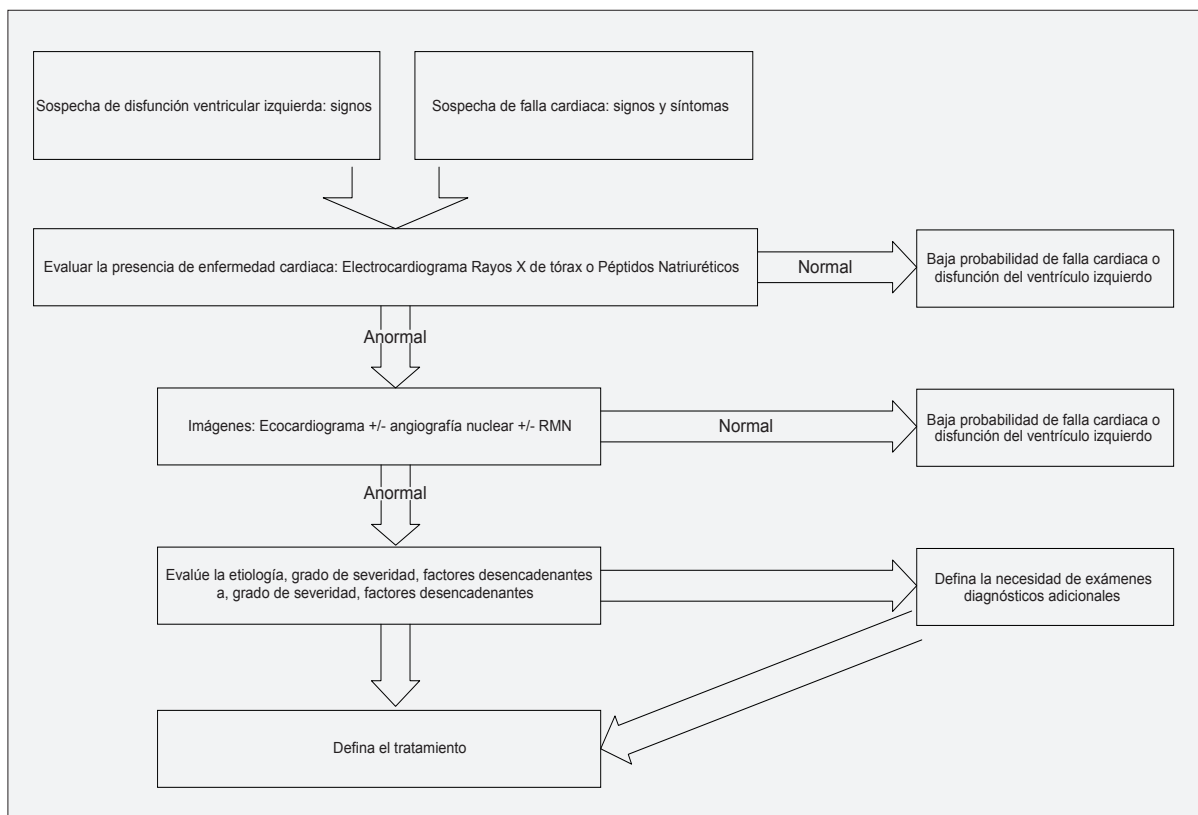 Sospecha de disfunción ventricular izquierda: signos
Sospecha de falla cardiaca: signos y síntomas
Evaluar la presencia de enfermedad cardiaca: Electrocardiograma Rayos X de tórax o Péptidos Natriuréticos
Normal
Baja probabilidad de falla cardiaca o
disfunción del ventrículo izquierdo
Anormal
Imágenes: Ecocardiograma +/- angiografía nuclear +/- RMN
Normal
Baja probabilidad de falla cardiaca o
disfunción del ventrículo izquierdo
Anormal
Evalúe la etiología, grado de severidad, factores desencadenantes
a, grado de severidad, factores desencadenantes
Defina la necesidad de exámenes
diagnósticos adicionales
Defina el tratamiento